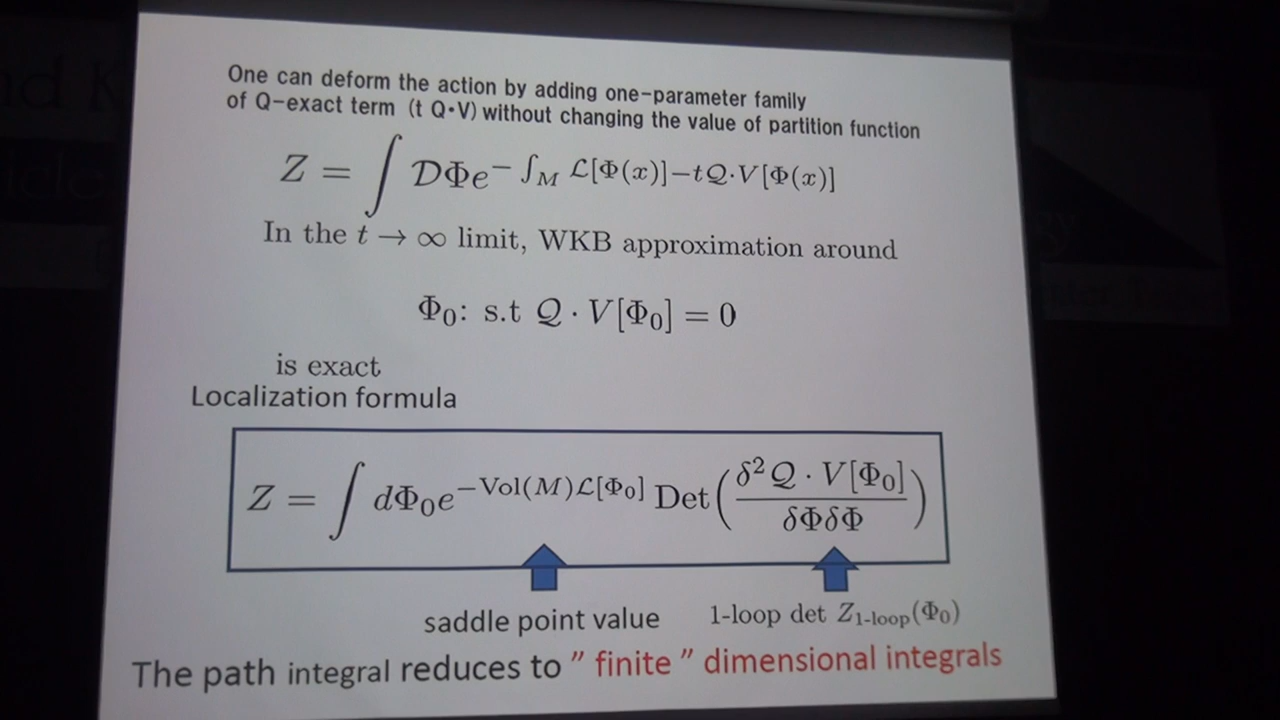 One can deform the action by adding one-parameter family
of Q-exact term (t Q・V) without changing the value of partition function
Z = ∫ 𝒟Φe^{− ∫_M ℒ[Φ(x)]−t𝒬·V[Φ(x)]}
In the t → ∞ limit, WKB approximation around
Φ₀: s.t 𝒬 · V[Φ₀] = 0
is exact
Localization formula
Z = ∫ dΦ₀e^{−Vol(M)ℒ[Φ₀]} Det(δ²𝒬 · V[Φ₀] / δΦδΦ)
saddle point value 1-loop det Z_{1-loop}(Φ₀)
The path integral reduces to ” finite ” dimensional integrals